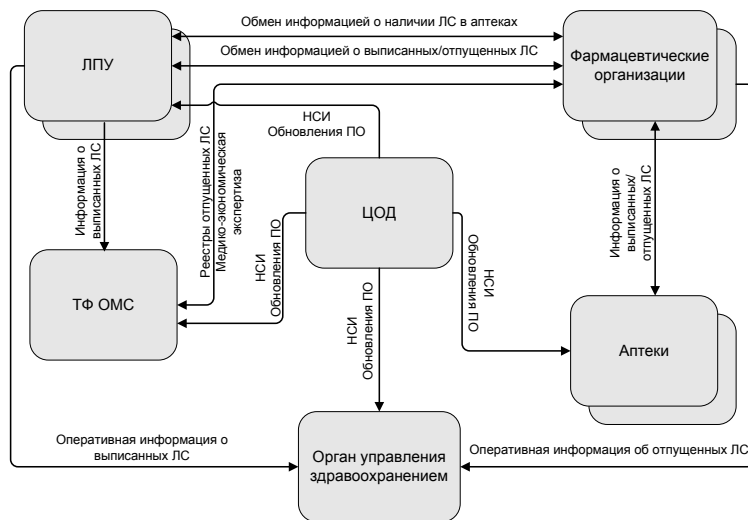 Обмен информацией о наличии ЛС в аптеках
ЛПУ
Обмен информацией о выписанных/отпущенных ЛС
Фармацевтические
организации
НСИ
Обновления ПО
Информация о
выписанных ЛС
Реестры отпущенных ЛС
Медико-экономическая
экспертиза
ЦОД
Информация о
выписанных/
отпущенных ЛС
ТФ ОМС
НСИ
Обновления ПО
НСИ
Обновления ПО
НСИ
Обновления ПО
Аптеки
Оперативная информация о
выписанных ЛС
Орган управления
здравоохранением
Оперативная информация об отпущенных ЛС